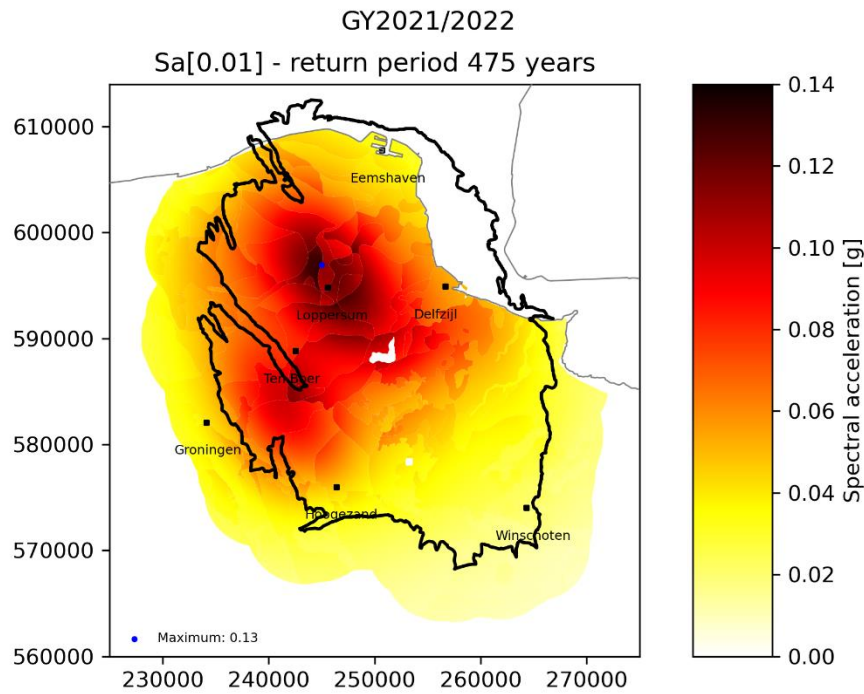 GY2021/2022
Sa[0.01] - return period 475 years
610000
600000
590000
580000
570000
560000
230000
240000
250000
260000
270000
Eemshaven
Loppersum
Delfzijl
Ten Boer
Groningen
Hoogezand
Winschoten
Maximum: 0.13
0.14
0.12
0.10
0.08
0.06
0.04
0.02
0.00
Spectral acceleration [g]